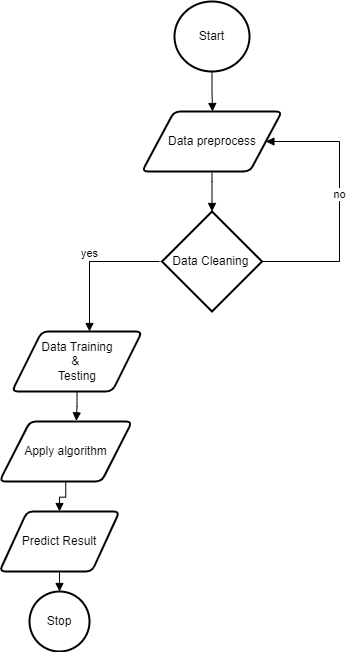 Start
Data preprocess
no
yes
Data Cleaning
Data Training
&
Testing
Apply algorithm
Predict Result
Stop